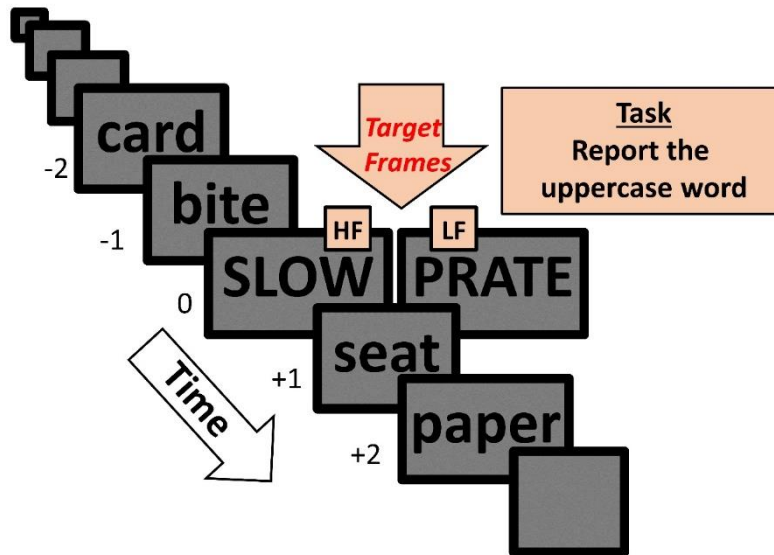 card
-2
bite
-1
Target
Frames
Task
Report the
uppercase word
HF
LF
SLOW
PRATE
0
seat
+1
paper
+2
Time